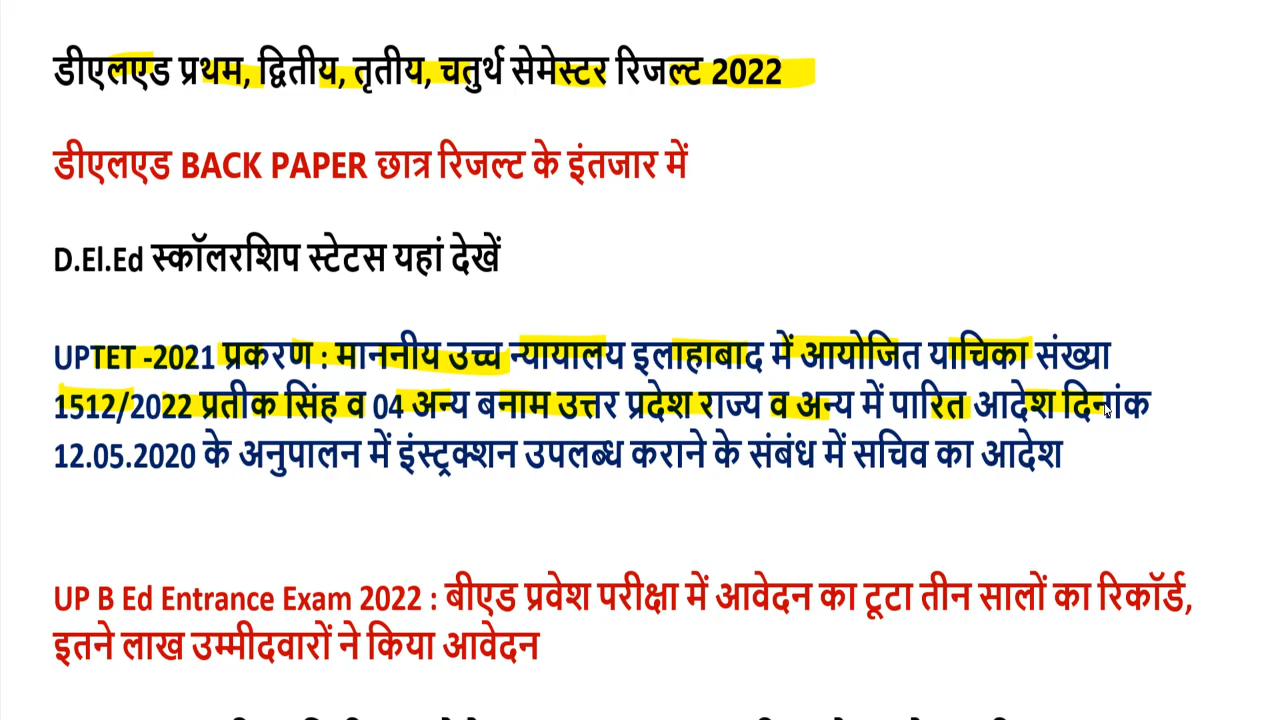 डीएलएड प्रथम, द्वितीय, तृतीय, चतुर्थ सेमेस्टर रिजल्ट 2022
डीएलएड BACK PAPER छात्र रिजल्ट के इंतजार में
D.El.Ed स्कॉलरशिप स्टेटस यहां देखें
UPTET -2021 प्रकरण : माननीय उच्च न्यायालय इलाहाबाद में आयोजित याचिका संख्या
1512/2022 प्रतीक सिंह व 04 अन्य बनाम उत्तर प्रदेश राज्य व अन्य में पारित आदेश दिनांक
12.05.2020 के अनुपालन में इंस्ट्रक्शन उपलब्ध कराने के संबंध में सचिव का आदेश
UP B Ed Entrance Exam 2022 : बीएड प्रवेश परीक्षा में आवेदन का टूटा तीन सालों का रिकॉर्ड,
इतने लाख उम्मीदवारों ने किया आवेदन